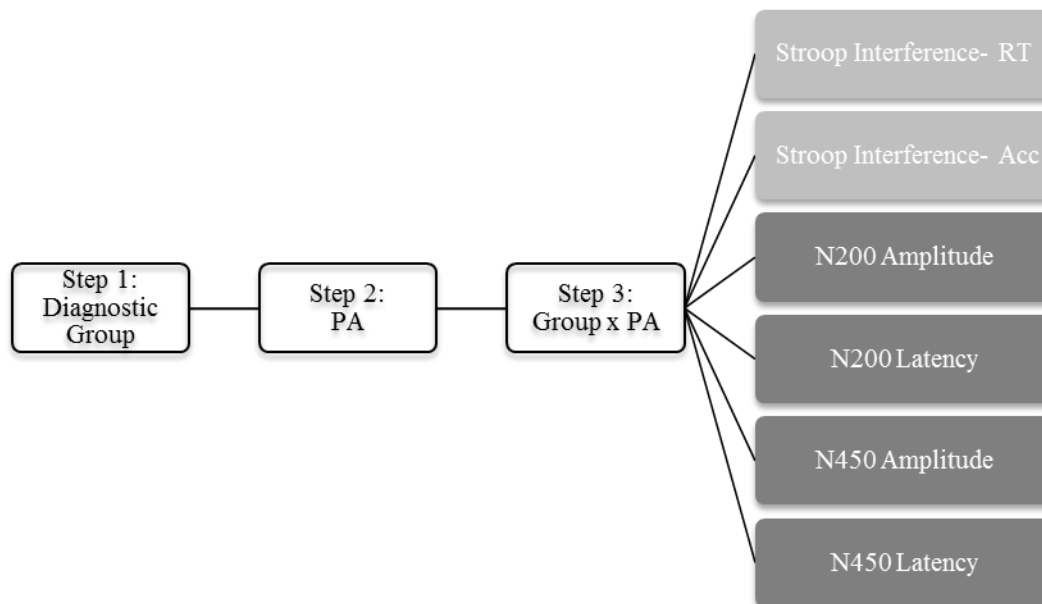 Stroop Interference- RT
Stroop Interference- Acc
N200 Amplitude
Step 1:
Diagnostic
Group
Step 2:
PA
Step 3:
Group x PA
N200 Latency
N450 Amplitude
N450 Latency